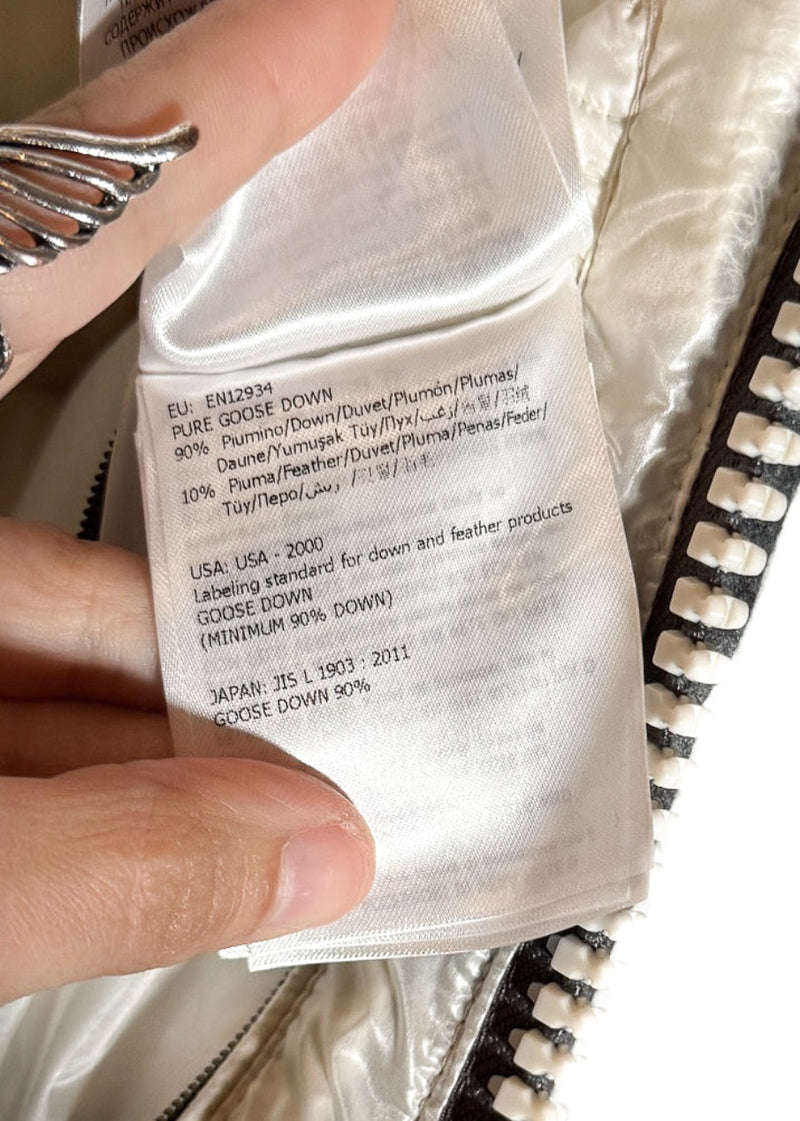 СОДЕРЖИТ
ПРОИСХОЖ
EU: EN12934
PURE GOOSE DOWN
90% Piumino/Down/Duvet/Plumón/Plumas/
Daune/Yumuşak Tüy/Пух/زغب/
10% Piuma/Feather/Duvet/Pluma/Penas/Feder/
Tüy/Перо/ريش/
USA: USA - 2000
Labeling standard for down and feather products
GOOSE DOWN
(MINIMUM 90% DOWN)
JAPAN: JIS L 1903 : 2011
GOOSE DOWN 90%